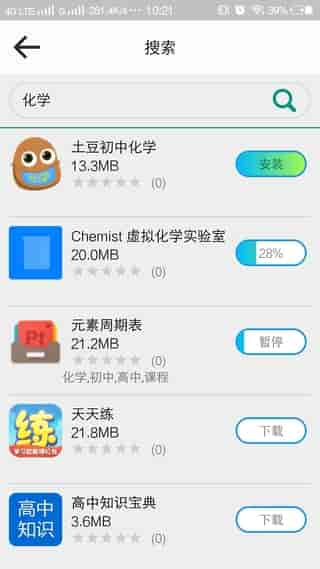 4G LTE 261.4K/s 10:21 39%
搜索
化学
土豆初中化学
13.3MB
(0)
安装
Chemist 虚拟化学实验室
20.0MB
(0)
28%
Pt
元素周期表
21.2MB
(0)
化学,初中,高中,课程
暂停
练
天天练
21.8MB
(0)
下载
高中
知识
高中知识宝典
3.6MB
(0)
下载